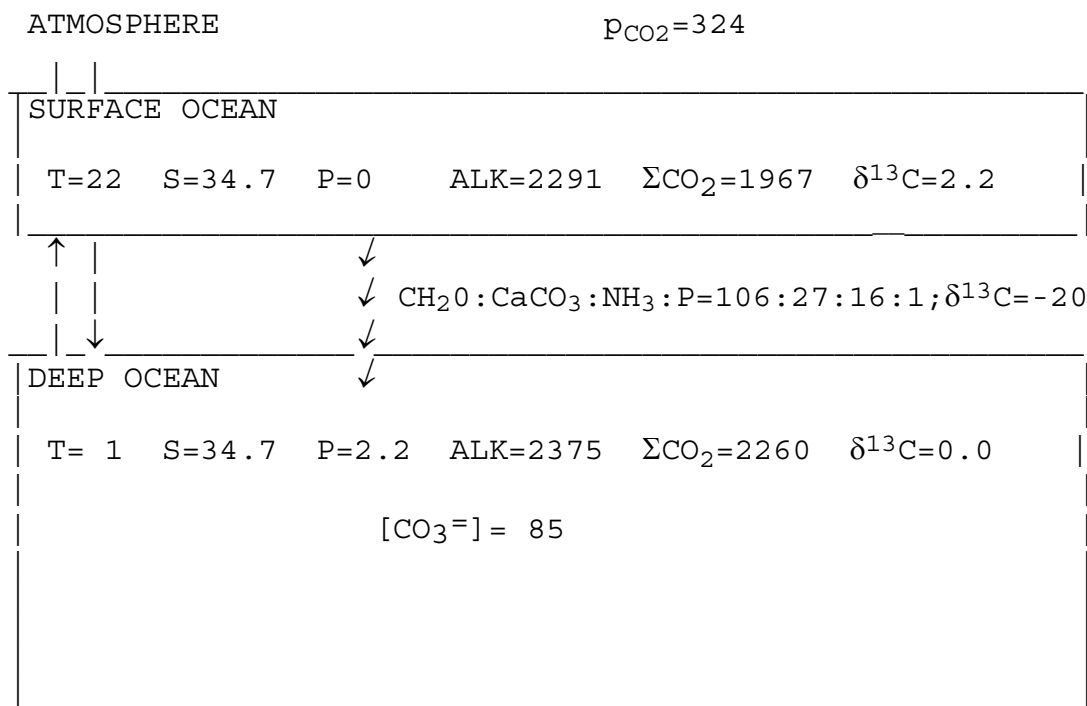 ATMOSPHERE p_CO2=324
SURFACE OCEAN
T=22 S=34.7 P=0 ALK=2291 ΣCO₂=1967 δ¹³C=2.2
CH₂0:CaCO₃:NH₃:P=106:27:16:1;δ¹³C=-20
DEEP OCEAN
T= 1 S=34.7 P=2.2 ALK=2375 ΣCO₂=2260 δ¹³C=0.0
[CO₃⁼]= 85